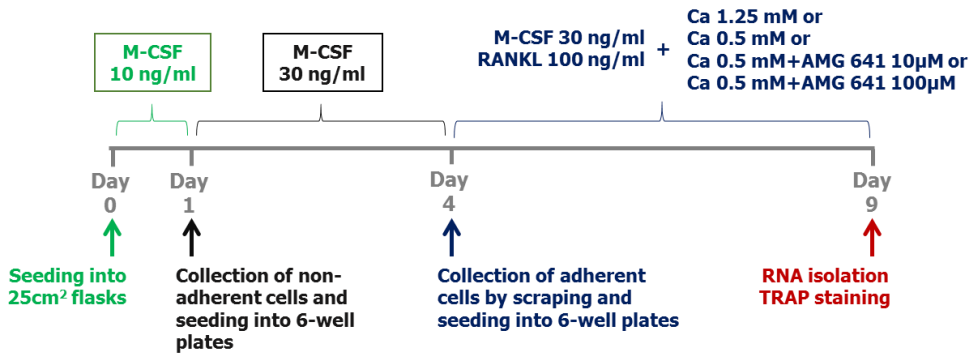 M-CSF
10 ng/ml
M-CSF
30 ng/ml
M-CSF 30 ng/ml
RANKL 100 ng/ml
+
Ca 1.25 mM or
Ca 0.5 mM or
Ca 0.5 mM+AMG 641 10µM or
Ca 0.5 mM+AMG 641 100µM
Day
0
Day
1
Day
4
Day
9
Seeding into
25cm² flasks
Collection of non-
adherent cells and
seeding into 6-well
plates
Collection of adherent
cells by scraping and
seeding into 6-well plates
RNA isolation
TRAP staining